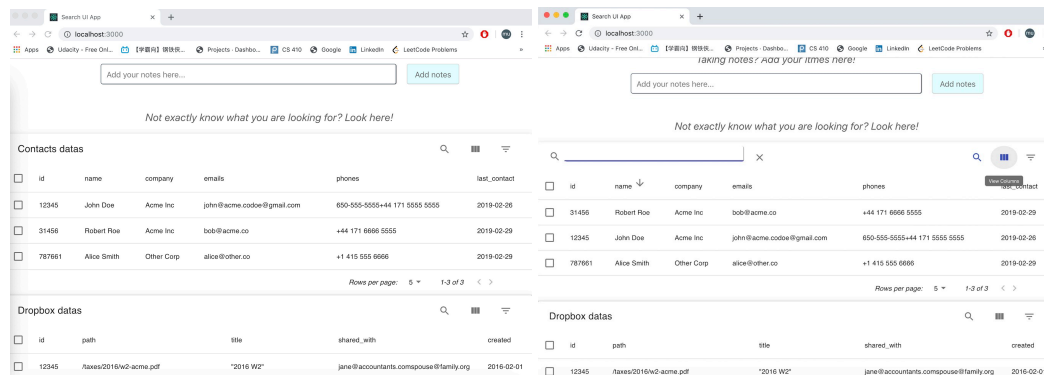 Search UI App
localhost:3000
Apps Udacity - Free Onl... 【学霸向】钢铁侠... Projects · Dashbo... CS 410 Google LinkedIn LeetCode Problems »
Add your notes here... Add notes
Not exactly know what you are looking for? Look here!
Contacts datas
id name company emails phones last_contact
12345 John Doe Acme Inc john@acme.codoe@gmail.com 650-555-5555+44 171 5555 5555 2019-02-26
31456 Robert Roe Acme Inc bob@acme.co +44 171 6666 5555 2019-02-29
787661 Alice Smith Other Corp alice@other.co +1 415 555 6666 2019-02-29
Rows per page: 5 1-3 of 3
Dropbox datas
id path title shared_with created
12345 /taxes/2016/w2-acme.pdf "2016 W2" jane@accountants.comspouse@family.org 2016-02-01
Search UI App
localhost:3000
Apps Udacity - Free Onl... 【学霸向】钢铁侠... Projects · Dashbo... CS 410 Google LinkedIn LeetCode Problems
Taking notes? Add your itmes here!
Add your notes here... Add notes
Not exactly know what you are looking for? Look here!
View Columns
id name company emails phones last_contact
31456 Robert Roe Acme Inc bob@acme.co +44 171 6666 5555 2019-02-29
12345 John Doe Acme Inc john@acme.codoe@gmail.com 650-555-5555+44 171 5555 5555 2019-02-26
787661 Alice Smith Other Corp alice@other.co +1 415 555 6666 2019-02-29
Rows per page: 5 1-3 of 3
Dropbox datas
id path title shared_with created
12345 /taxes/2016/w2-acme.pdf "2016 W2" jane@accountants.comspouse@family.org 2016-02-0